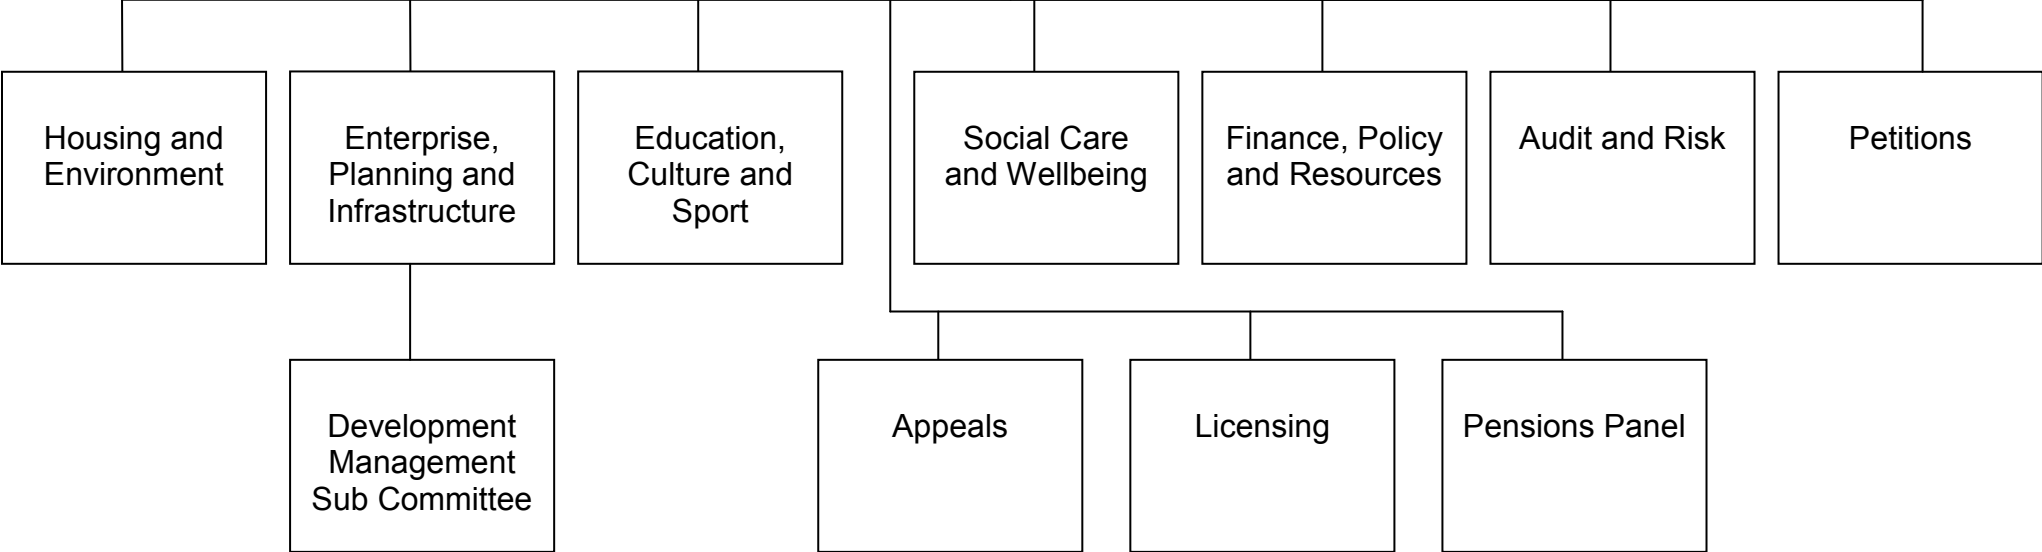 Housing and
Environment
Enterprise,
Planning and
Infrastructure
Education,
Culture and
Sport
Social Care
and Wellbeing
Finance, Policy
and Resources
Audit and Risk
Petitions
Development
Management
Sub Committee
Appeals
Licensing
Pensions Panel